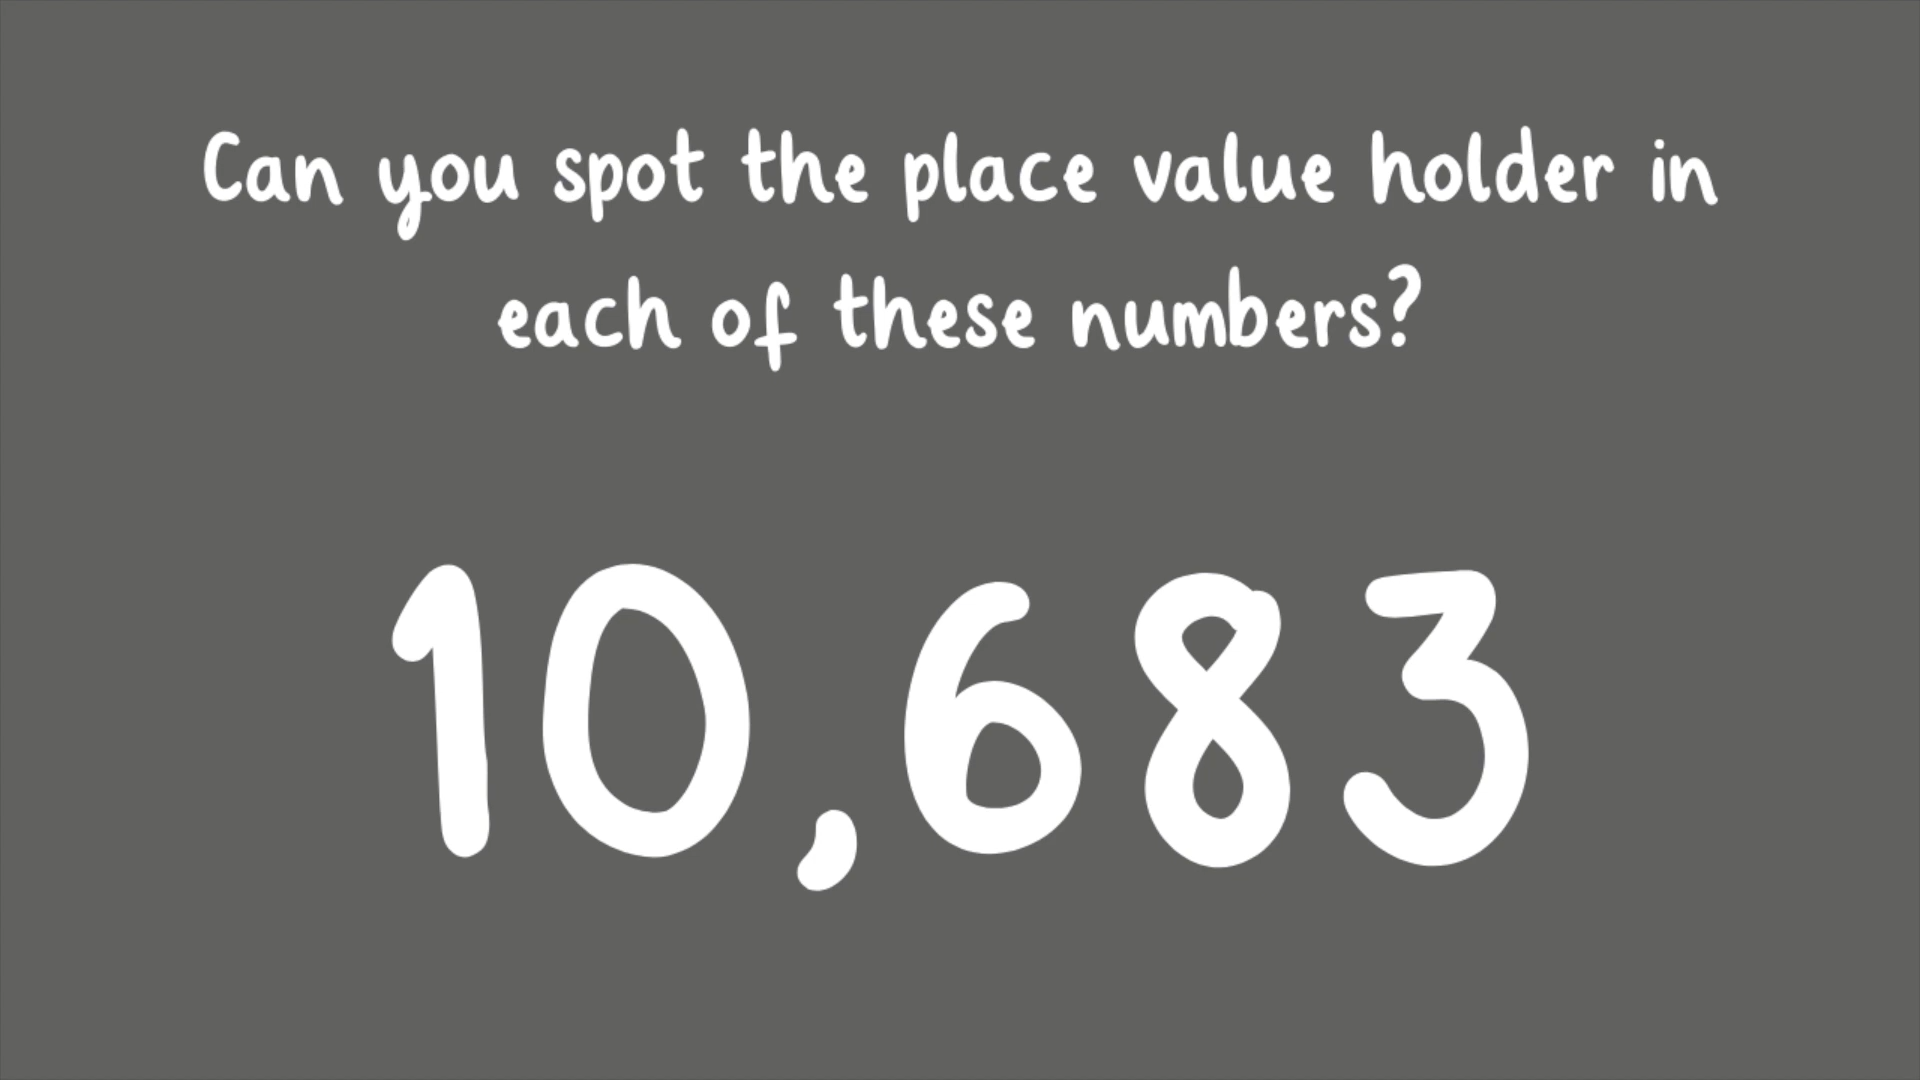 Can you spot the place value holder in
each of these numbers?
10,683